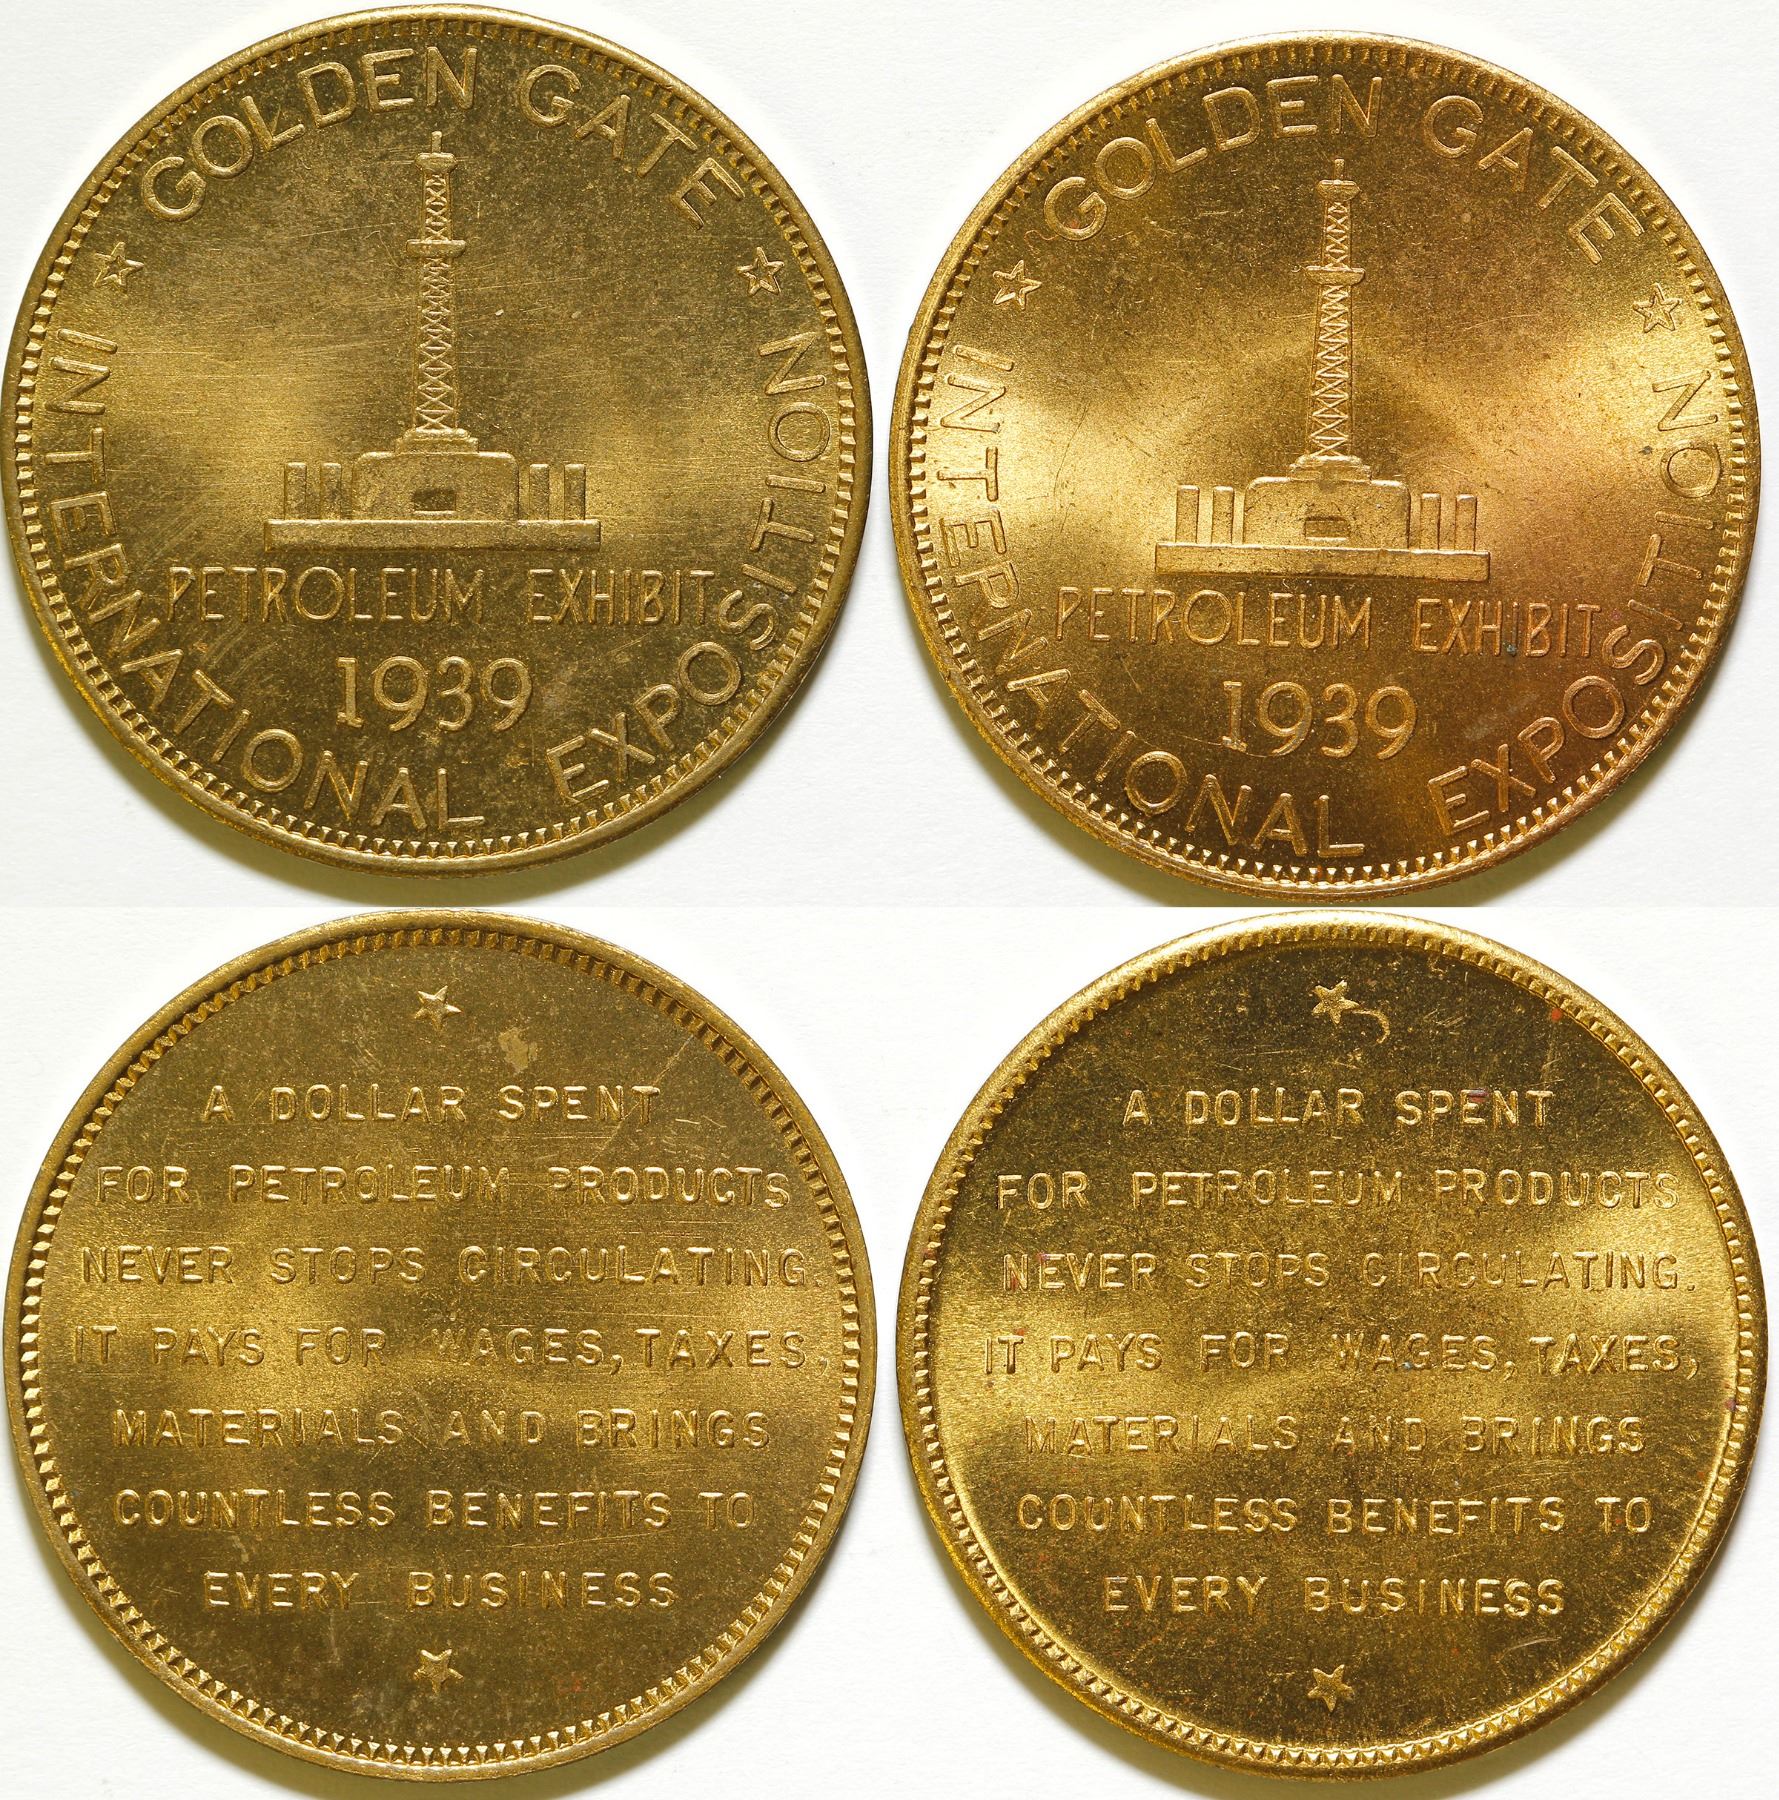 GOLDEN GATE
INTERNATIONAL EXPOSITION
PETROLEUM EXHIBIT
1939
GOLDEN GATE
INTERNATIONAL EXPOSITION
PETROLEUM EXHIBIT
1939
A DOLLAR SPENT
FOR PETROLEUM PRODUCTS
NEVER STOPS CIRCULATING.
IT PAYS FOR WAGES, TAXES,
MATERIALS AND BRINGS
COUNTLESS BENEFITS TO
EVERY BUSINESS
A DOLLAR SPENT
FOR PETROLEUM PRODUCTS
NEVER STOPS CIRCULATING.
IT PAYS FOR WAGES, TAXES,
MATERIALS AND BRINGS
COUNTLESS BENEFITS TO
EVERY BUSINESS